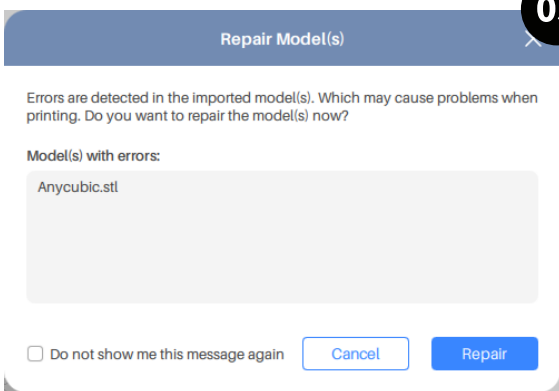 Repair Model(s)
Errors are detected in the imported model(s). Which may cause problems when
printing. Do you want to repair the model(s) now?
Model(s) with errors:
Anycubic.stl
Do not show me this message again
Cancel
Repair